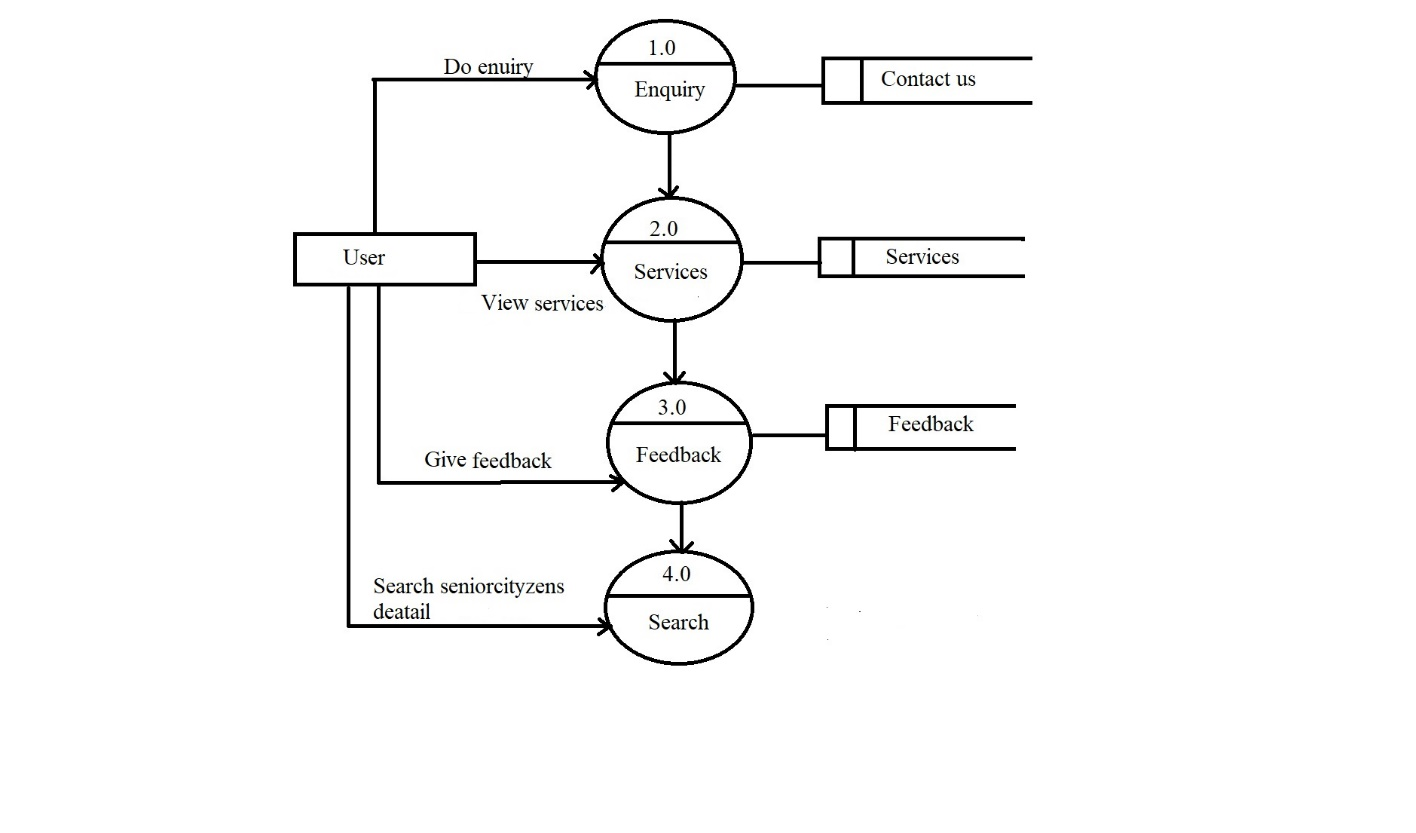 1.0
Do enuiry
Enquiry
Contact us
2.0
User
Services
Services
View services
3.0
Feedback
Feedback
Give feedback
4.0
Search seniorcityzens
deatail
Search